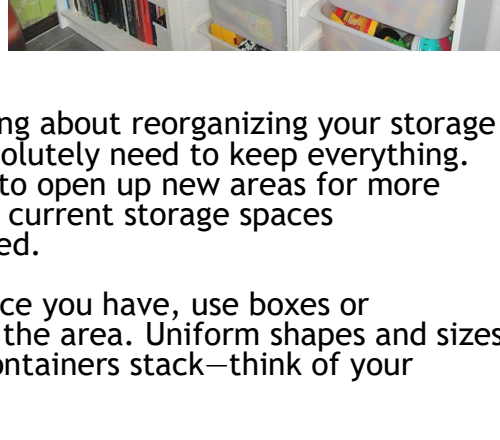 ng about reorganizing your storage
olutely need to keep everything.
to open up new areas for more
current storage spaces
ed.
ce you have, use boxes or
the area. Uniform shapes and sizes
ontainers stack—think of your